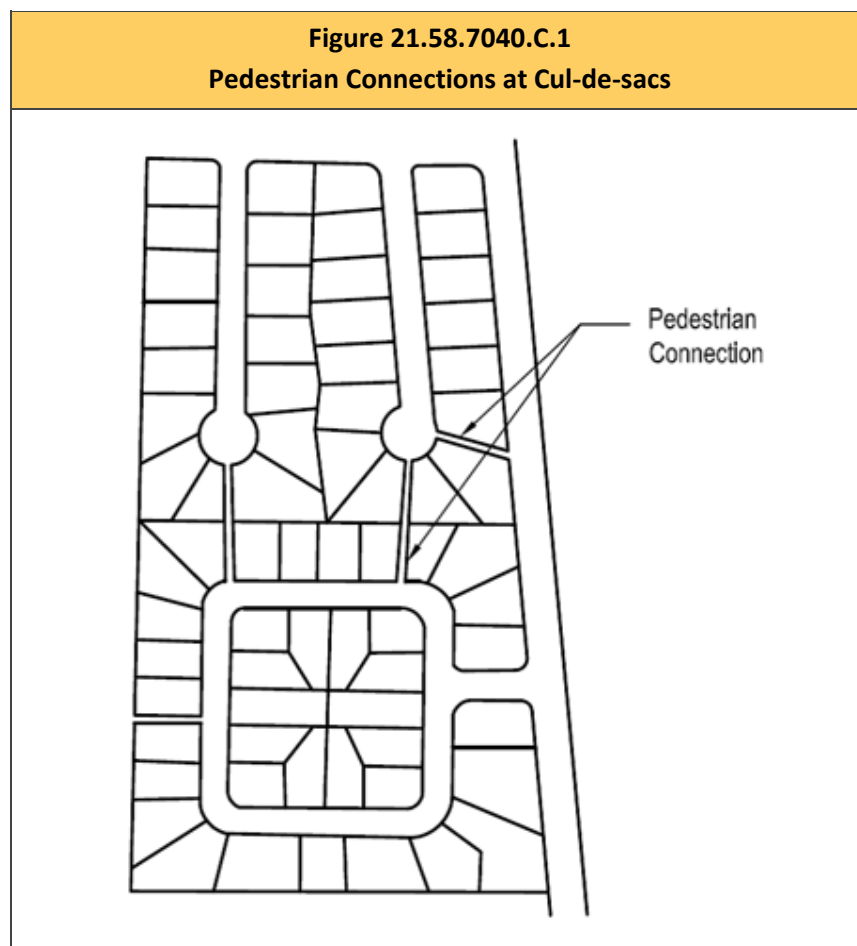 Figure 21.58.7040.C.1
Pedestrian Connections at Cul-de-sacs
Pedestrian
Connection